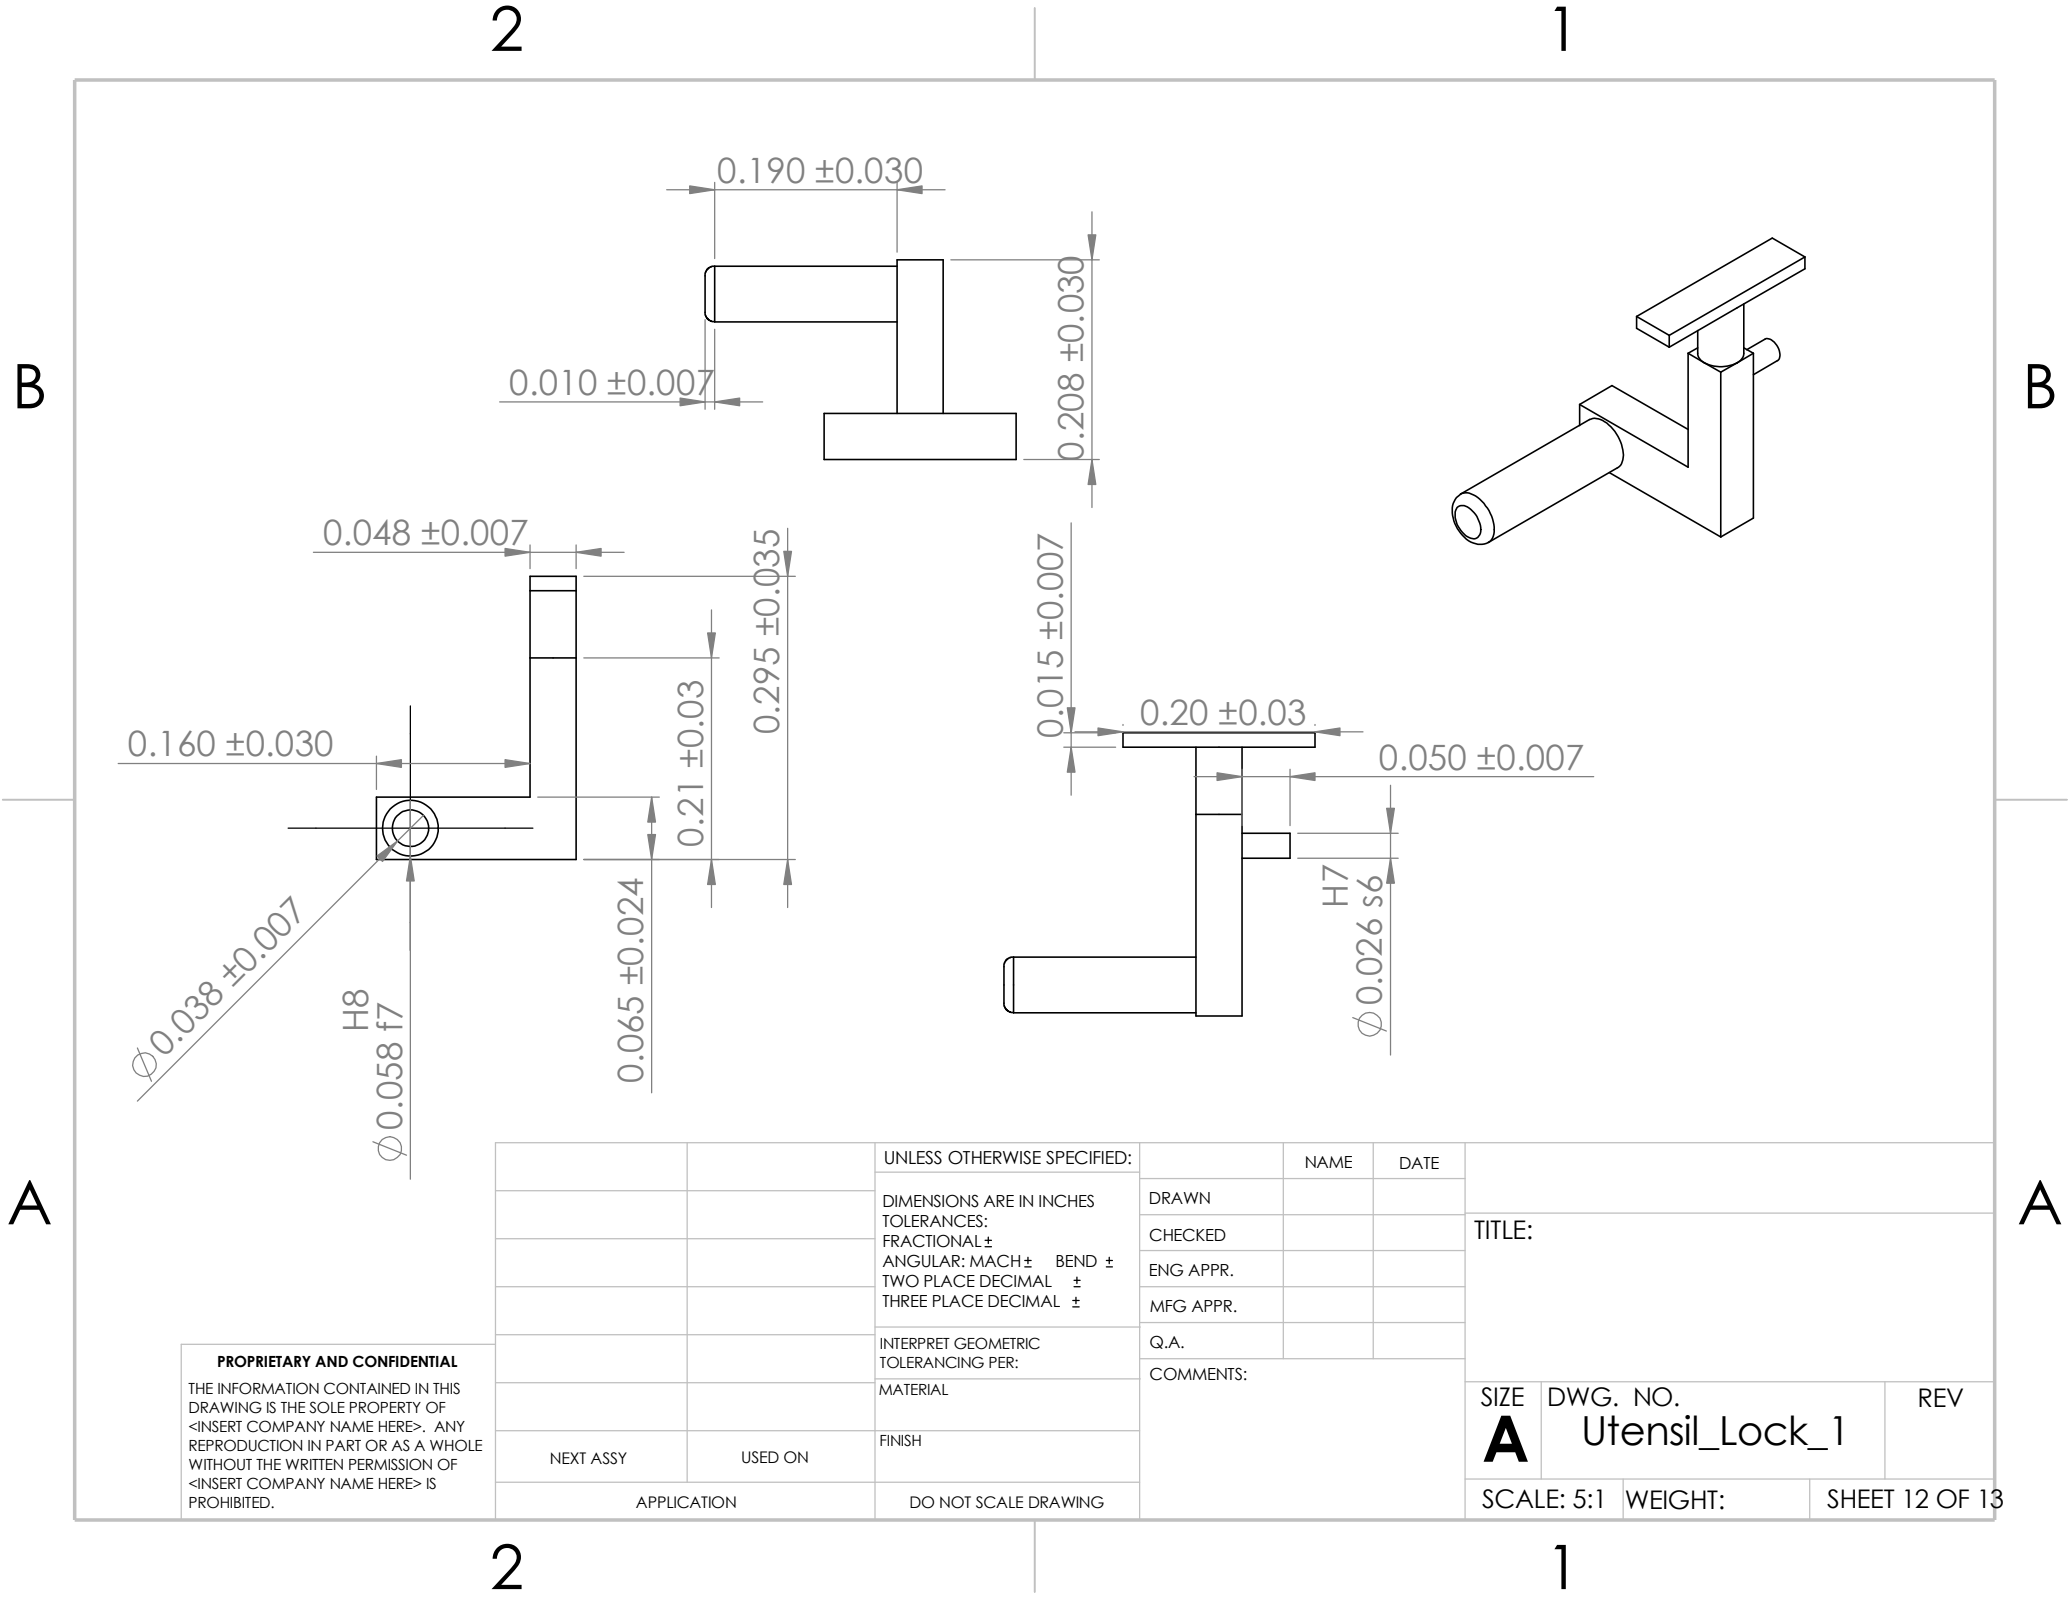 2
1
B
B
0.190 ±0.030
0.208 ±0.030
0.010 ±0.007
0.048 ±0.007
0.295 ±0.035
0.21 ±0.03
0.160 ±0.030
0.065 ±0.024
Ø0.038 ±0.007
H8
Ø0.058 f7
0.015 ±0.007
0.20 ±0.03
0.050 ±0.007
H7
Ø0.026 s6
A
A
UNLESS OTHERWISE SPECIFIED:
DIMENSIONS ARE IN INCHES
TOLERANCES:
FRACTIONAL ±
ANGULAR: MACH ± BEND ±
TWO PLACE DECIMAL ±
THREE PLACE DECIMAL ±
INTERPRET GEOMETRIC
TOLERANCING PER:
MATERIAL
FINISH
DO NOT SCALE DRAWING
NAME
DATE
DRAWN
CHECKED
ENG APPR.
MFG APPR.
Q.A.
COMMENTS:
TITLE:
SIZE
A
DWG. NO.
Utensil_Lock_1
REV
SCALE: 5:1
WEIGHT:
SHEET 12 OF 13
PROPRIETARY AND CONFIDENTIAL
THE INFORMATION CONTAINED IN THIS
DRAWING IS THE SOLE PROPERTY OF
<INSERT COMPANY NAME HERE>. ANY
REPRODUCTION IN PART OR AS A WHOLE
WITHOUT THE WRITTEN PERMISSION OF
<INSERT COMPANY NAME HERE> IS
PROHIBITED.
NEXT ASSY
USED ON
APPLICATION
2
1